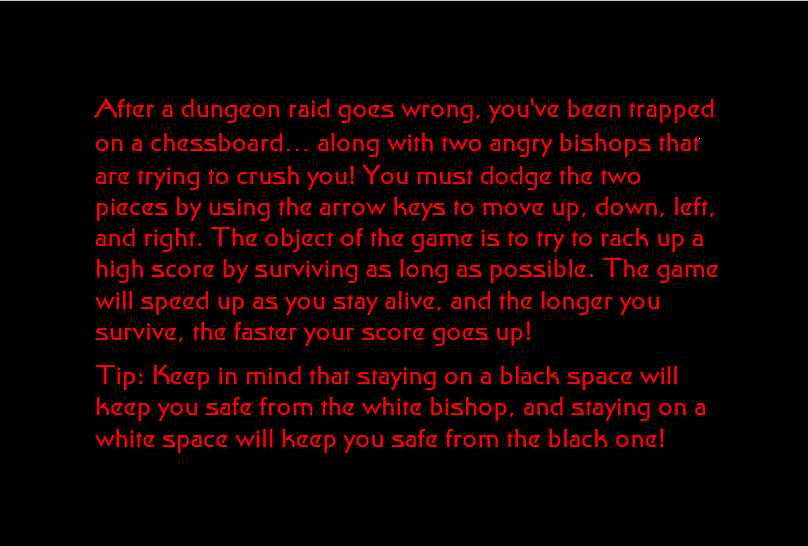 After a dungeon raid goes wrong, you've been trapped
on a chessboard... along with two angry bishops that
are trying to crush you! You must dodge the two
pieces by using the arrow keys to move up, down, left,
and right. The object of the game is to try to rack up a
high score by surviving as long as possible. The game
will speed up as you stay alive, and the longer you
survive, the faster your score goes up!
Tip: Keep in mind that staying on a black space will
keep you safe from the white bishop, and staying on a
white space will keep you safe from the black one!